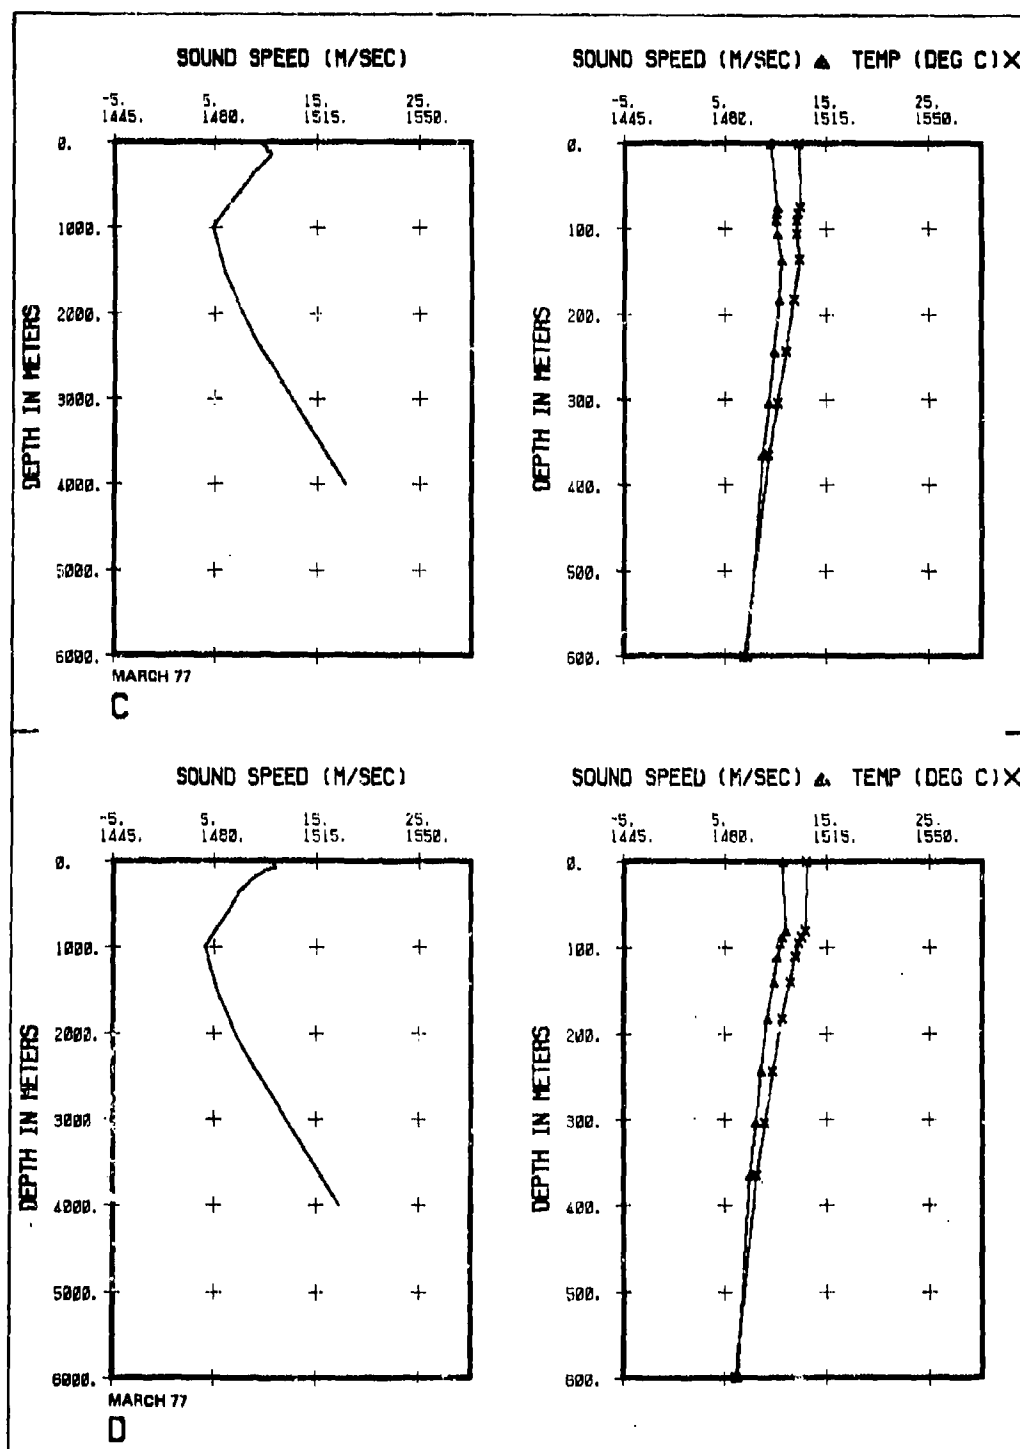 SOUND SPEED (M/SEC)
-5. 5. 15. 25.
1445. 1480. 1515. 1550.
0.
1000.
2000.
3000.
4000.
5000.
6000.
DEPTH IN METERS
MARCH 77
C
SOUND SPEED (M/SEC) ▲ TEMP (DEG C) X
-5. 5. 15. 25.
1445. 1480. 1515. 1550.
0.
100.
200.
300.
400.
500.
600.
DEPTH IN METERS
SOUND SPEED (M/SEC)
-5. 5. 15. 25.
1445. 1480. 1515. 1550.
0.
1000.
2000.
3000.
4000.
5000.
6000.
DEPTH IN METERS
MARCH 77
D
SOUND SPEED (M/SEC) ▲ TEMP (DEG C) X
-5. 5. 15. 25.
1445. 1480. 1515. 1550.
0.
100.
200.
300.
400.
500.
600.
DEPTH IN METERS